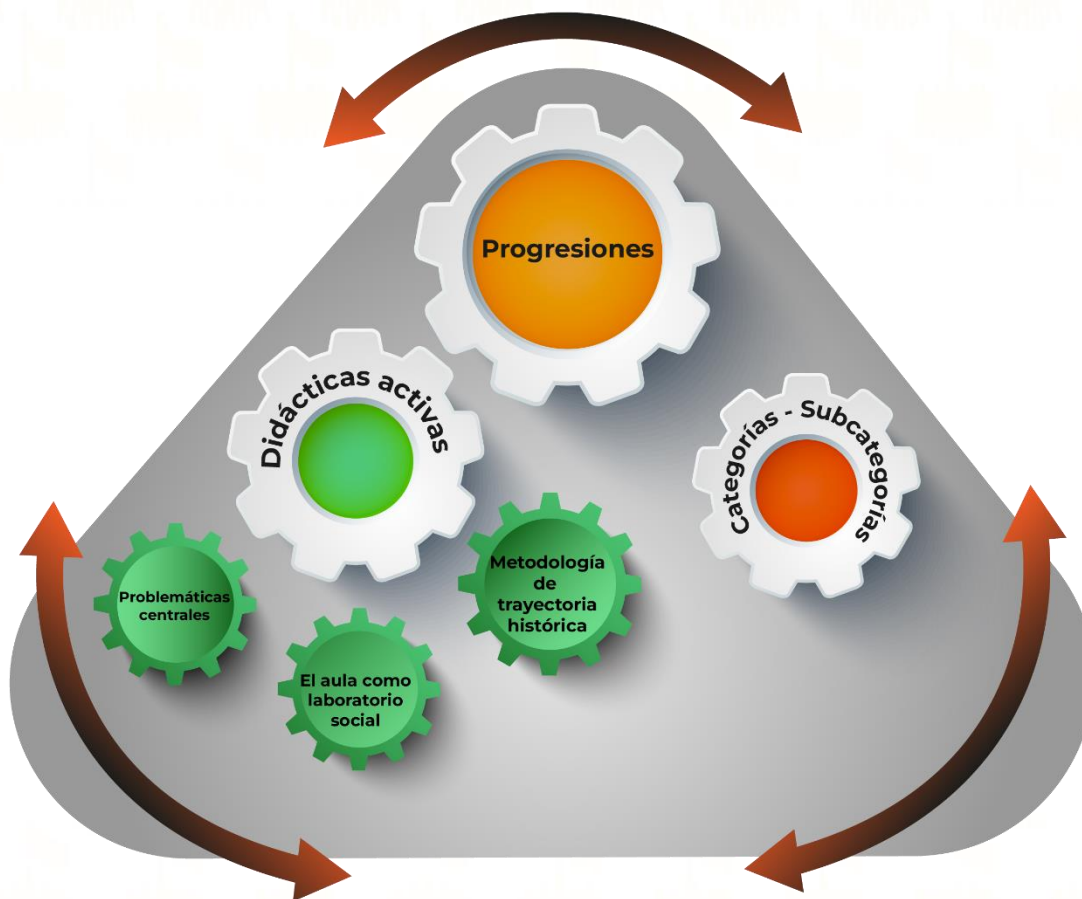 Progresiones
Didácticas activas
Categorías - Subcategorías
Problemáticas
centrales
Metodología
de
trayectoria
histórica
El aula como
laboratorio
social